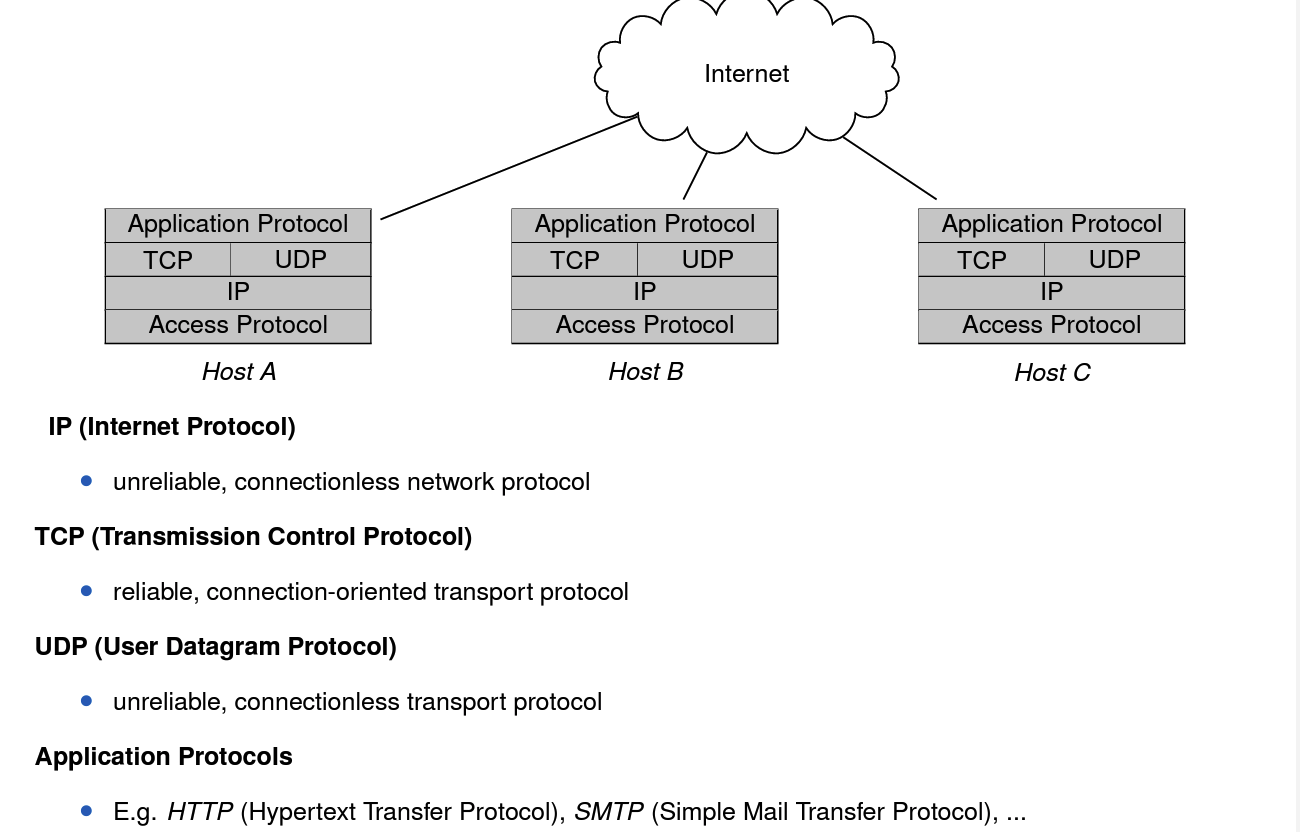 Internet
Application Protocol
TCP UDP
IP
Access Protocol
Host A
Application Protocol
TCP UDP
IP
Access Protocol
Host B
Application Protocol
TCP UDP
IP
Access Protocol
Host C
IP (Internet Protocol)
• unreliable, connectionless network protocol
TCP (Transmission Control Protocol)
• reliable, connection-oriented transport protocol
UDP (User Datagram Protocol)
• unreliable, connectionless transport protocol
Application Protocols
• E.g. HTTP (Hypertext Transfer Protocol), SMTP (Simple Mail Transfer Protocol), ...